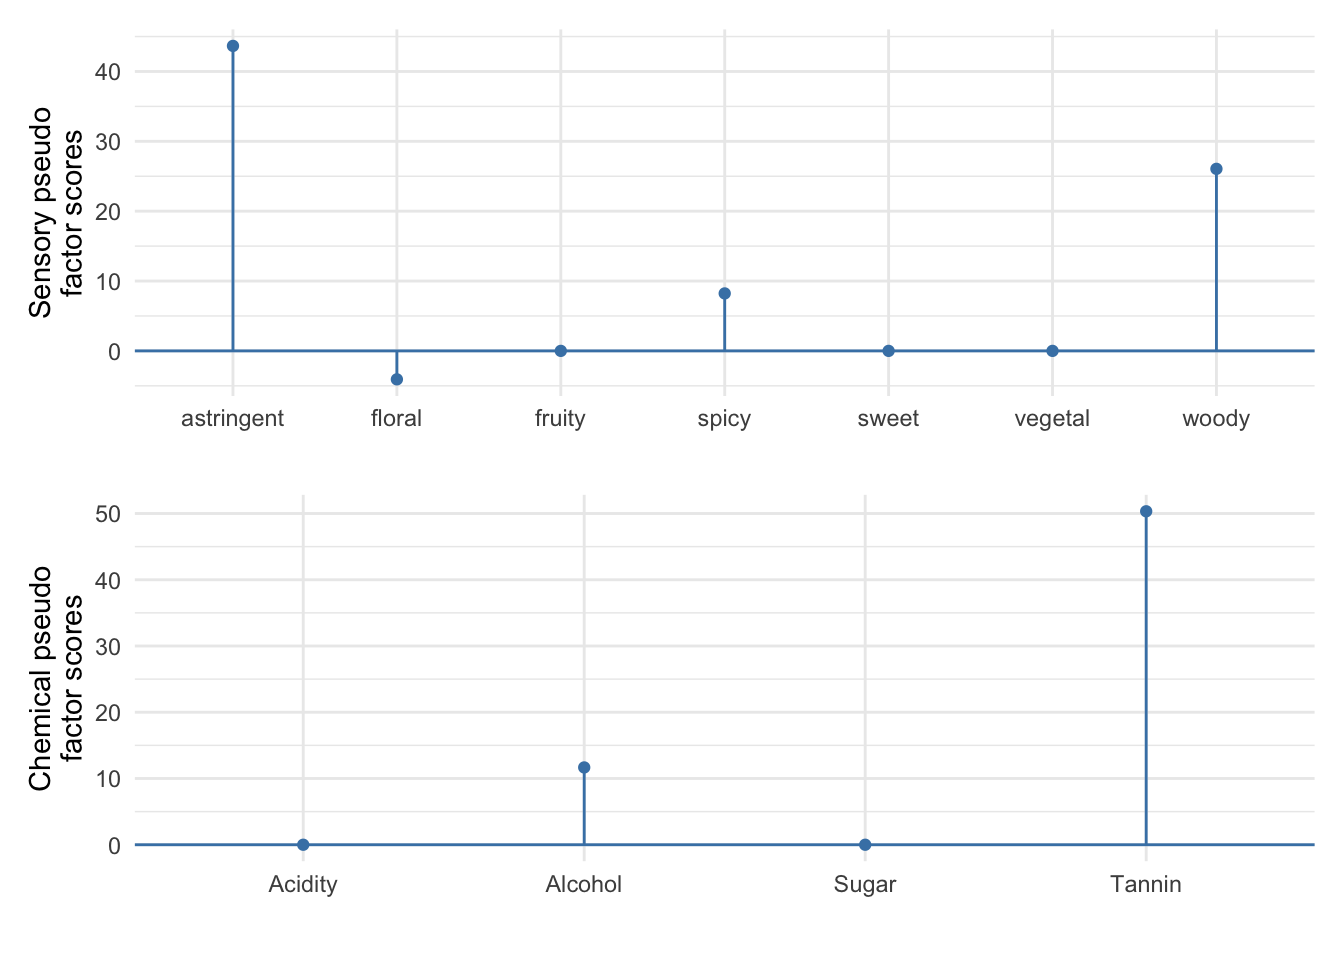 Sensory pseudo
factor scores
40
30
20
10
0
astringent floral fruity spicy sweet vegetal woody
Chemical pseudo
factor scores
50
40
30
20
10
0
Acidity Alcohol Sugar Tannin